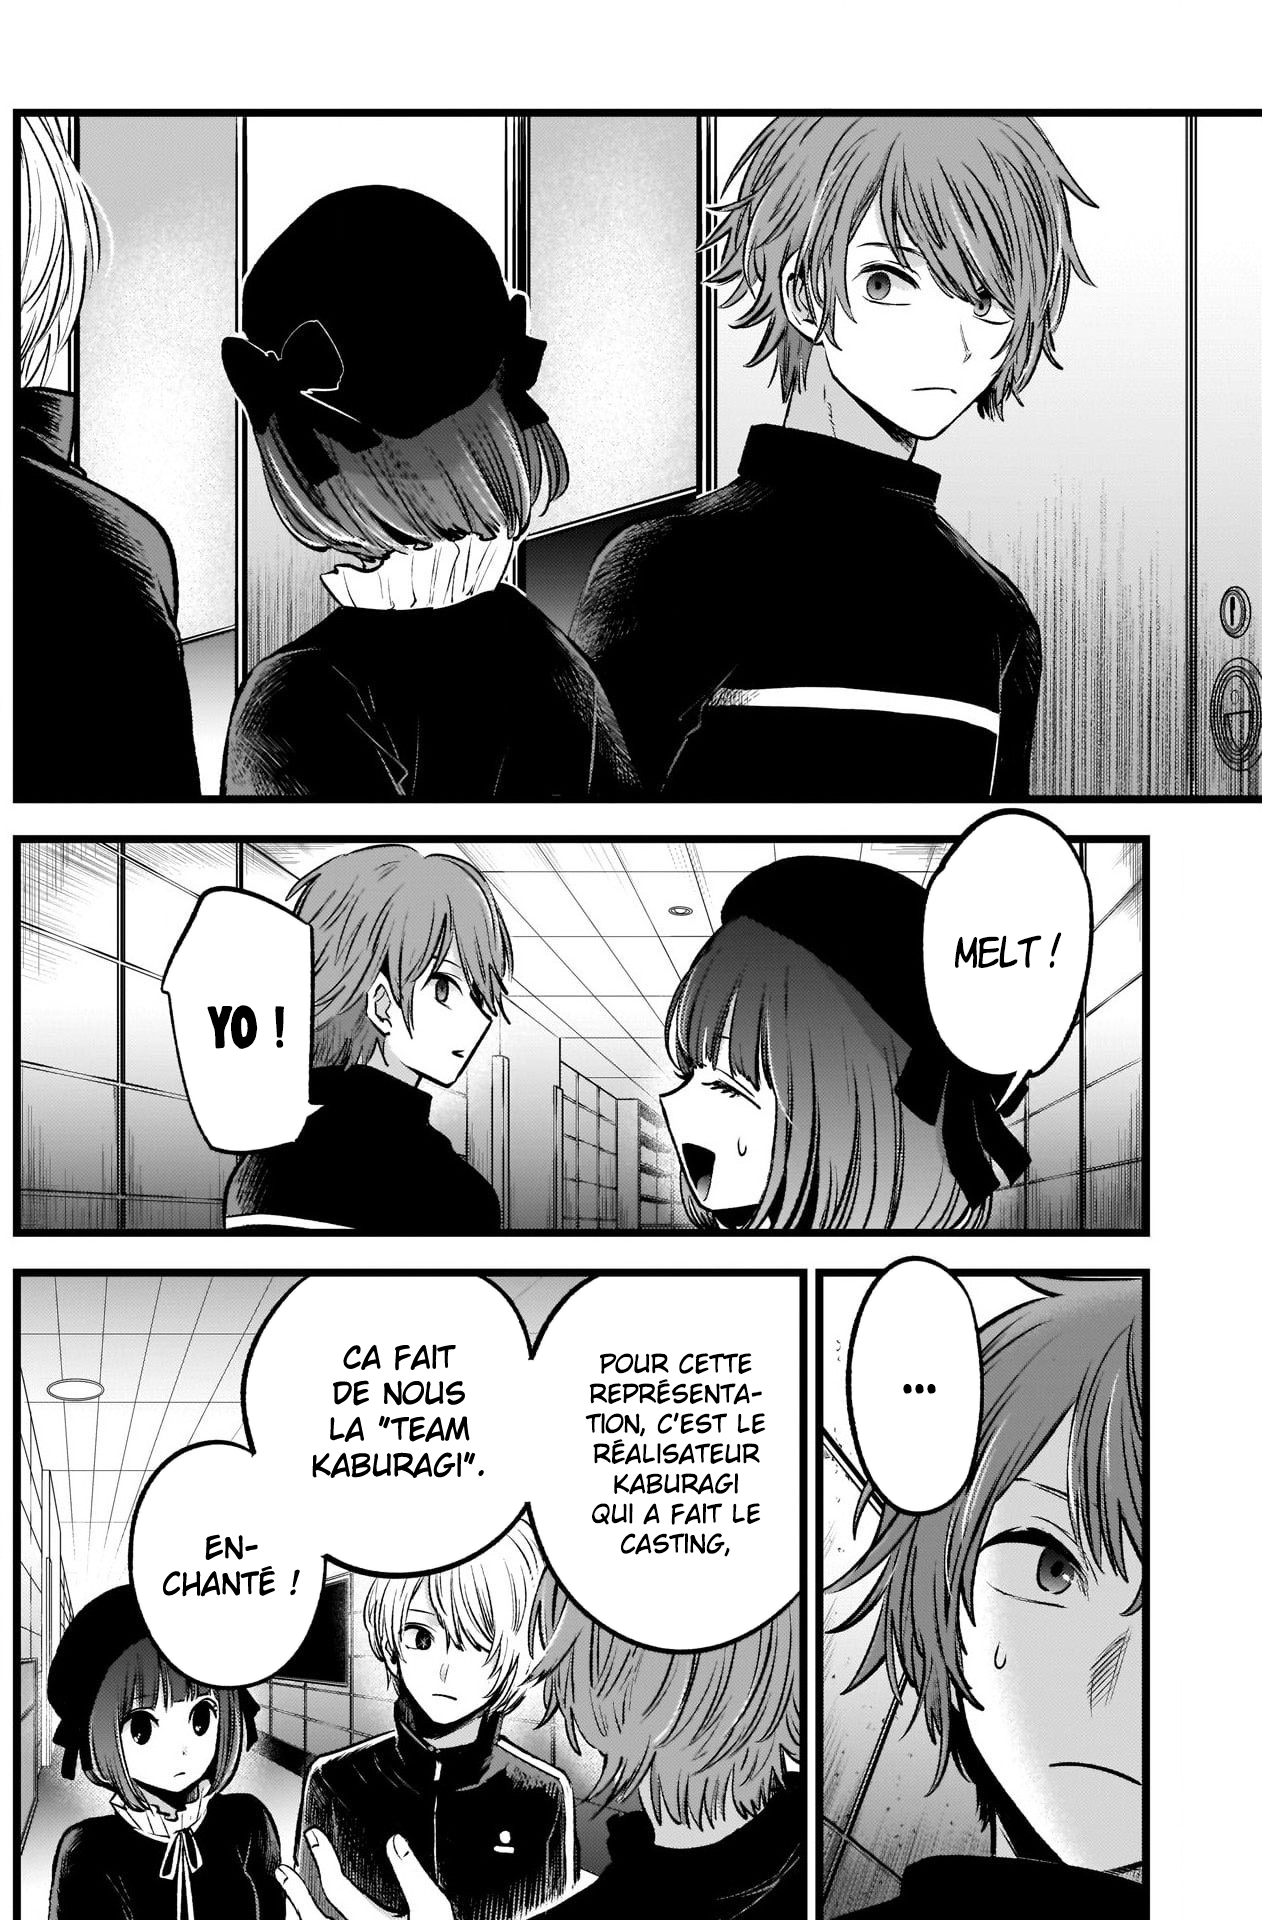 MELT !
YO !
...
POUR CETTE
REPRÉSENTA-
TION, C'EST LE
RÉALISATEUR
KABURAGI
QUI A FAIT LE
CASTING,
CA FAIT
DE NOUS
LA "TEAM
KABURAGI".
EN-
CHANTÉ !